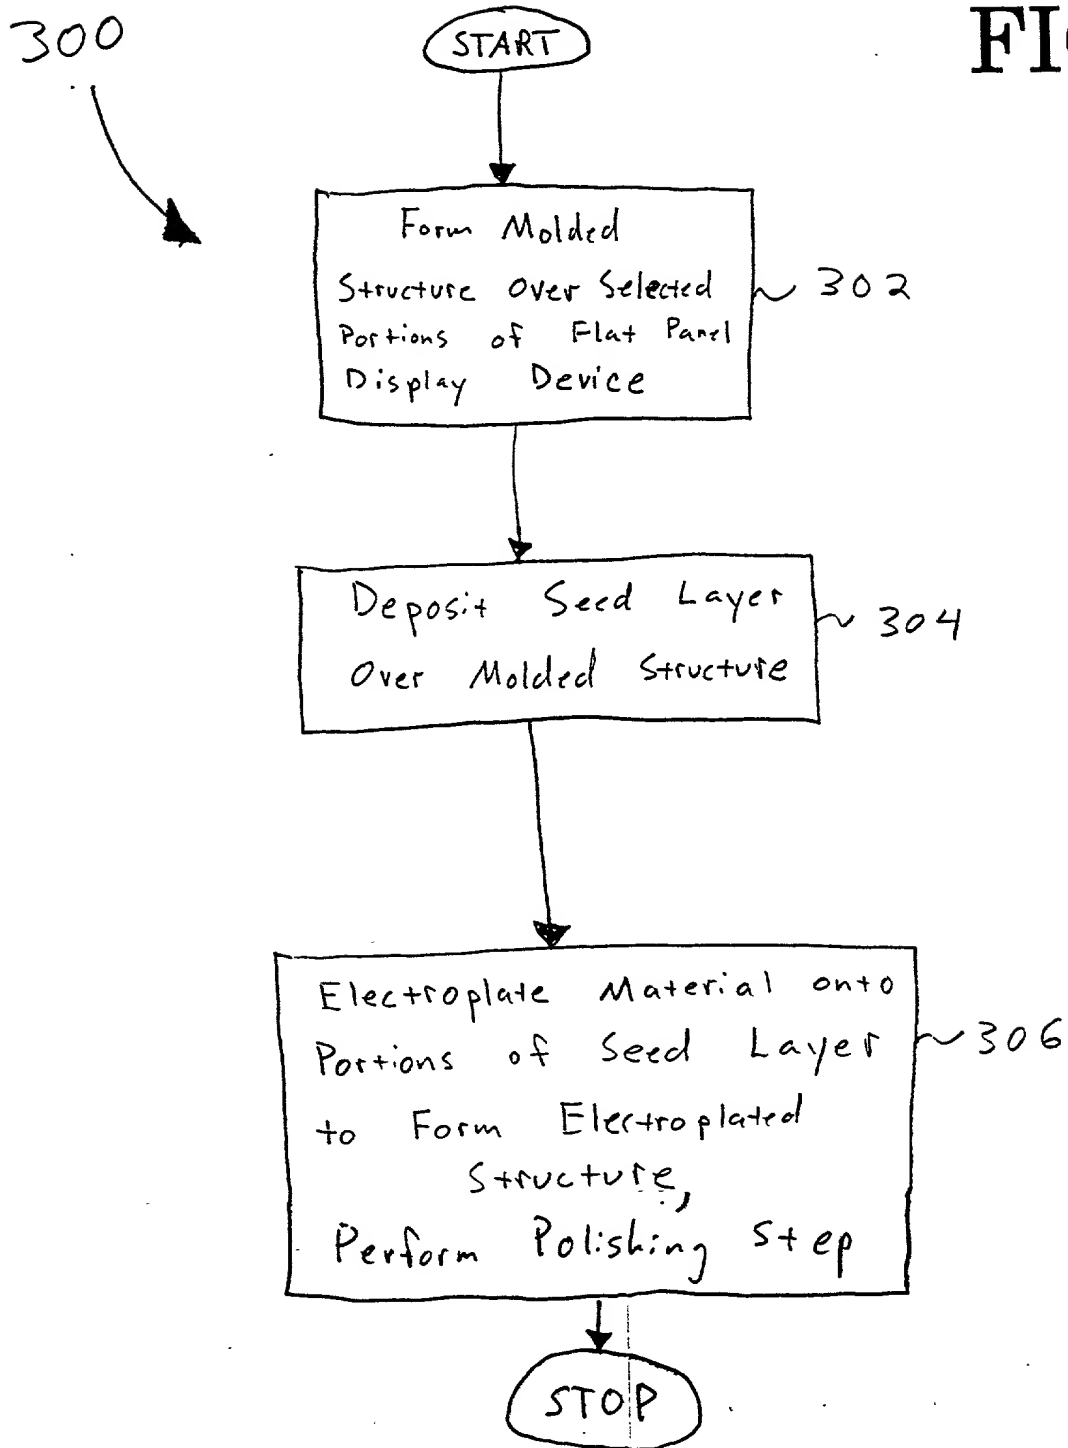 300
START
FI
Form Molded
Structure Over Selected
Portions of Flat Panel
Display Device
302
Deposit Seed Layer
Over Molded Structure
304
Electroplate Material onto
Portions of Seed Layer
to Form Electroplated
Structure,
Perform Polishing Step
306
STOP